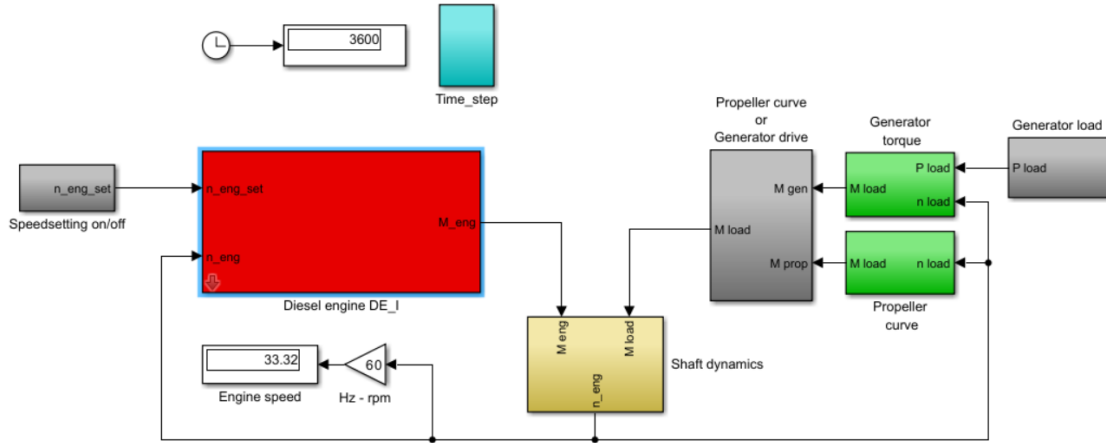 3600
Time_step
Propeller curve
or
Generator drive
Generator
torque
Generator load
n_eng_set
Speedsetting on/off
n_eng_set
n_eng
M_eng
Diesel engine DE_I
M gen
M load
M prop
P load
M load
n load
P load
M load
n load
Propeller
curve
M eng
M load
n_eng
Shaft dynamics
33.32
Engine speed
60
Hz - rpm